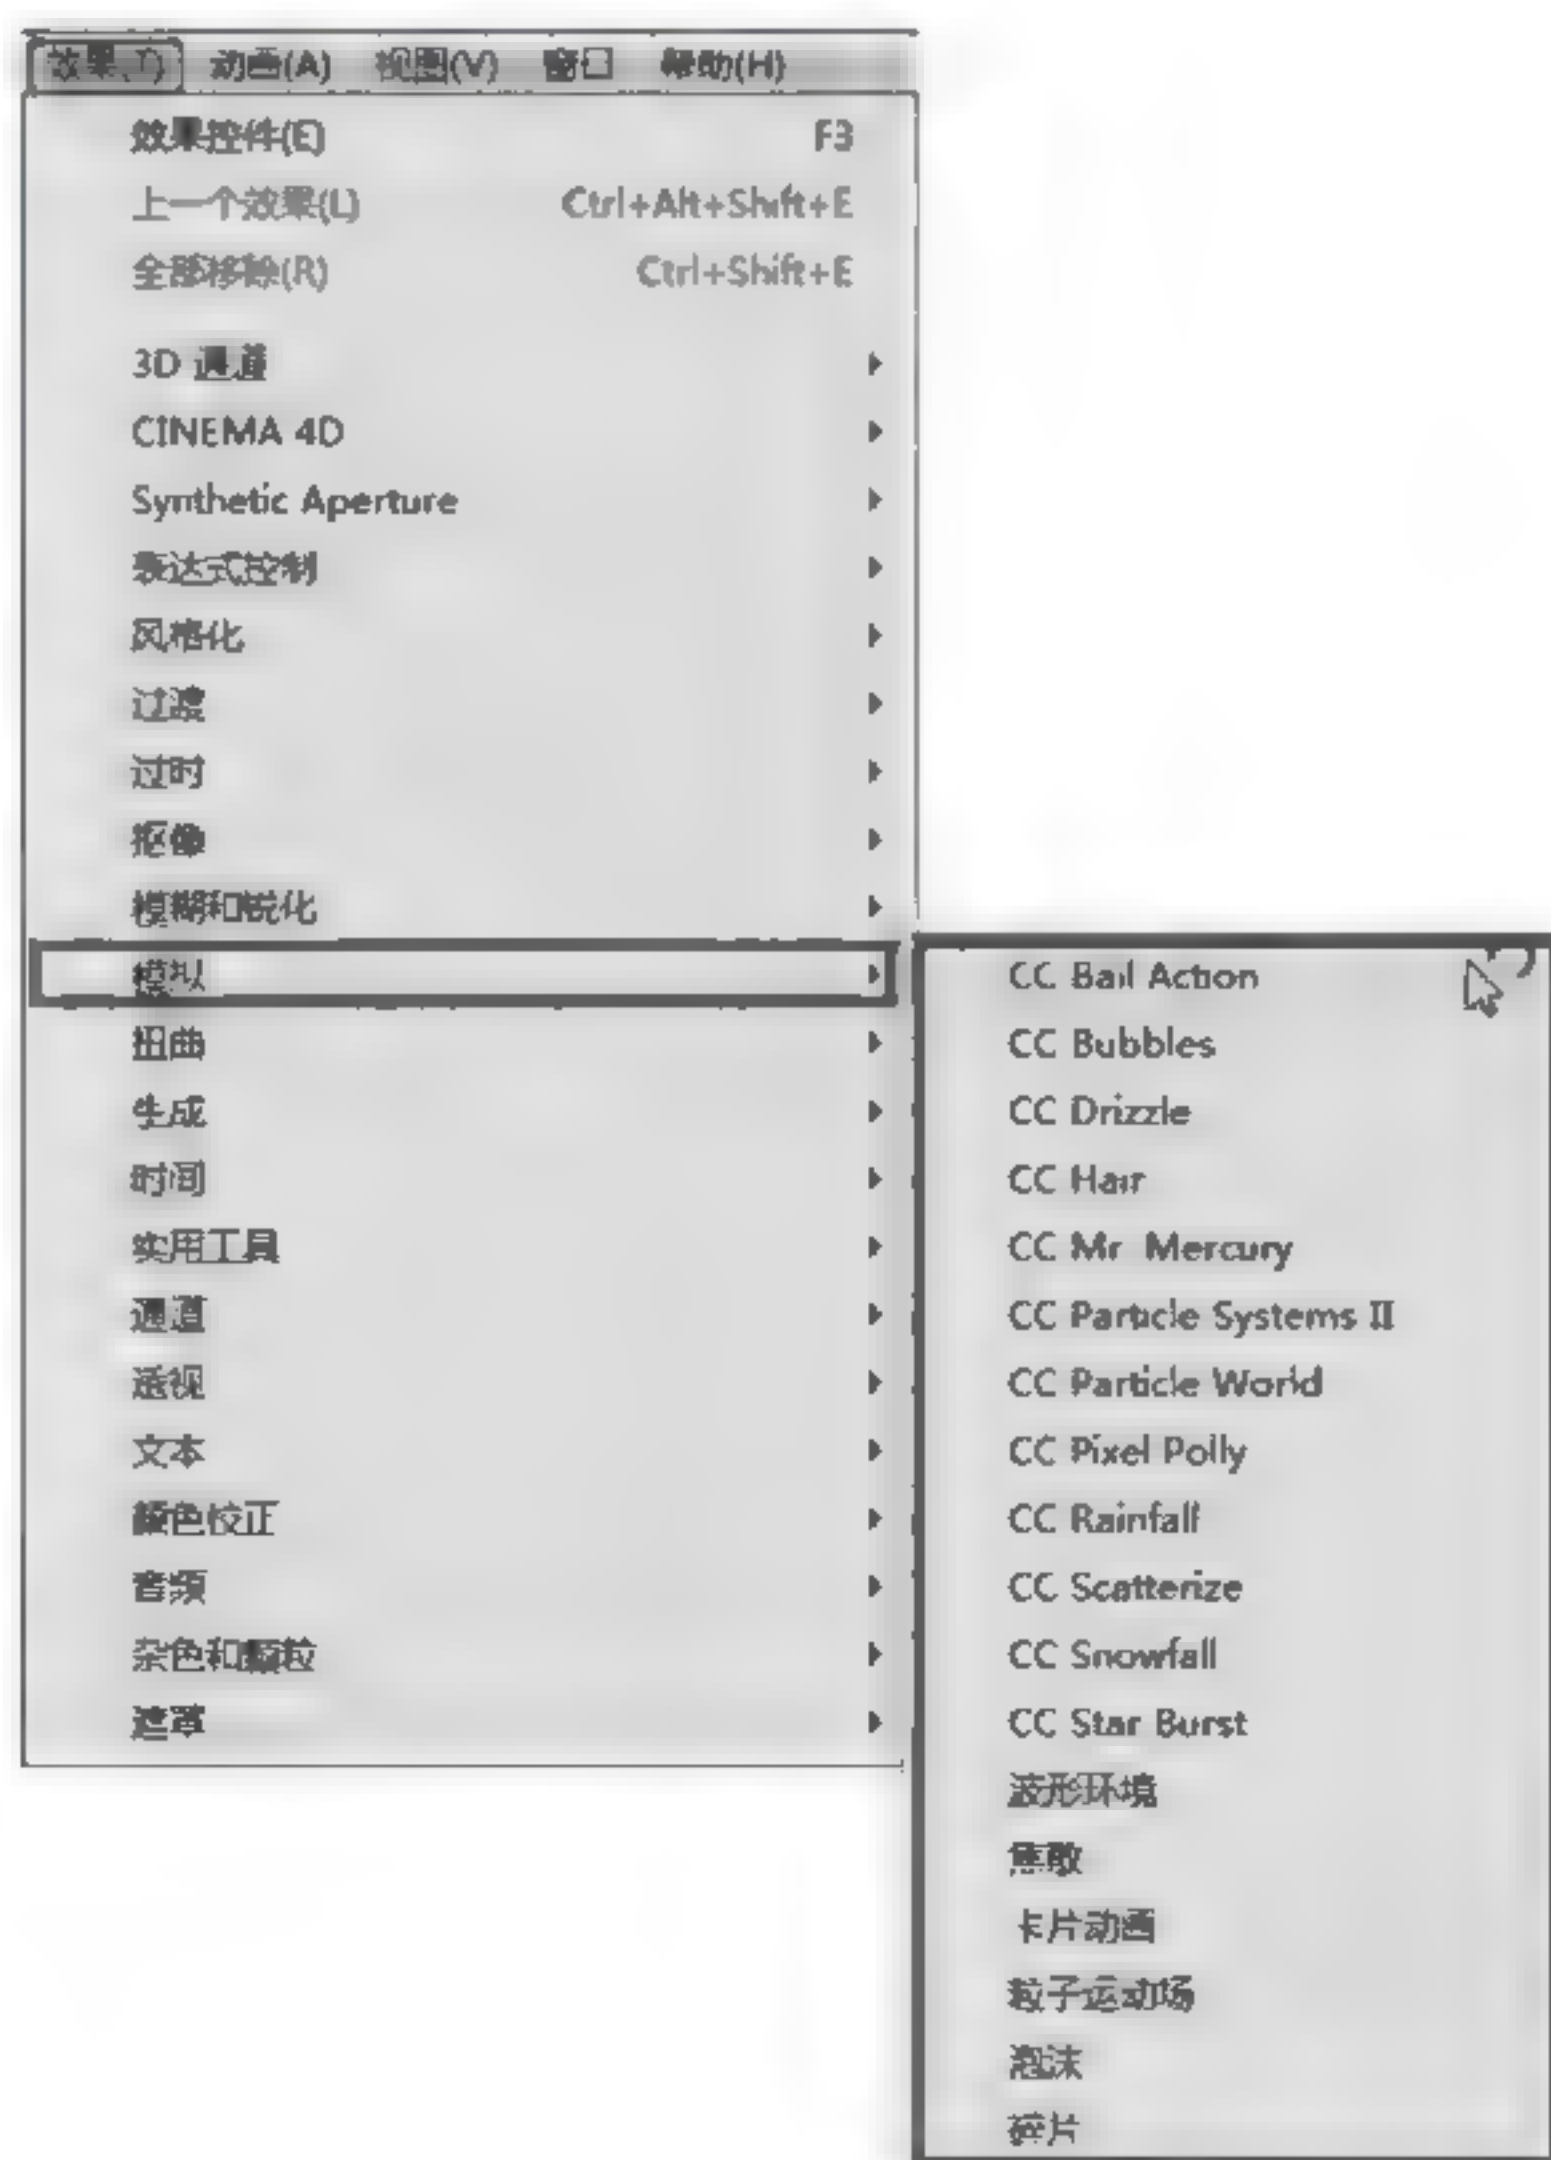 效果(T) 动画(A) 视图(V) 窗口 帮助(H)
效果控件(E) F3
上一个效果(L) Ctrl+Alt+Shift+E
全部移除(R) Ctrl+Shift+E
3D 通道
CINEMA 4D
Synthetic Aperture
表达式控制
风格化
过渡
过时
抠像
模糊和锐化
模拟
扭曲
生成
时间
实用工具
通道
透视
文本
颜色校正
音频
杂色和颗粒
遮罩
CC Ball Action
CC Bubbles
CC Drizzle
CC Hair
CC Mr. Mercury
CC Particle Systems II
CC Particle World
CC Pixel Polly
CC Rainfall
CC Scatterize
CC Snowfall
CC Star Burst
波形环境
焦散
卡片动画
粒子运动场
泡沫
碎片